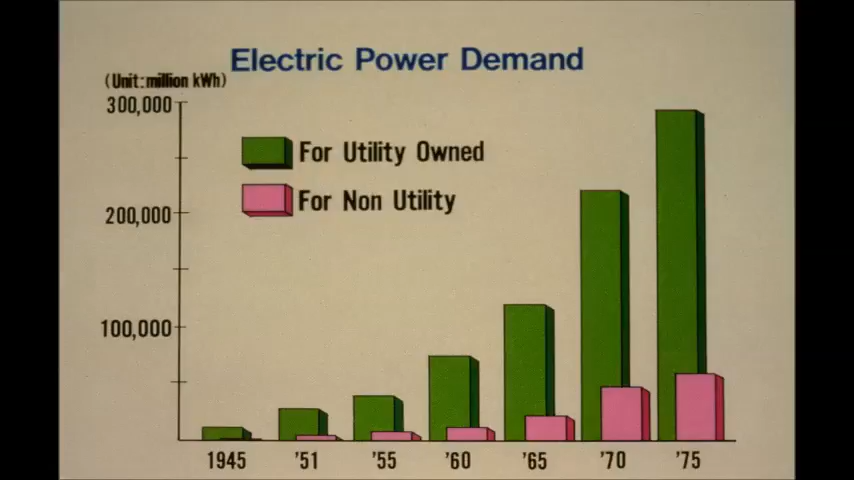 Electric Power Demand
(Unit:million kWh)
300,000
For Utility Owned
For Non Utility
200,000
100,000
1945 '51 '55 '60 '65 '70 '75